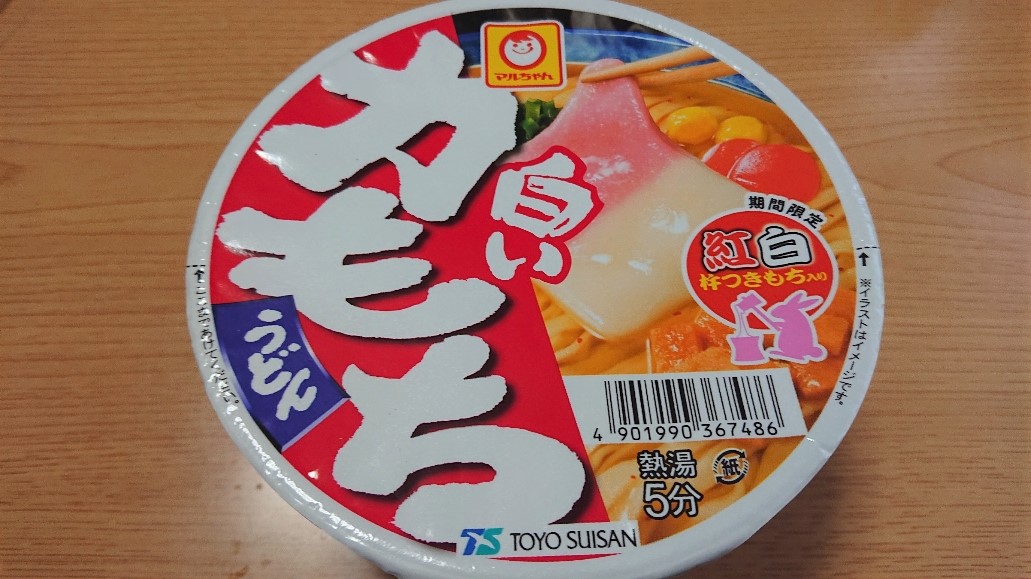 マルちゃん
白い
力もち
うどん
期間限定
紅白
杵つきもち入り
※イラストはイメージです。
4 901990 367486
熱湯
5分
TS TOYO SUISAN